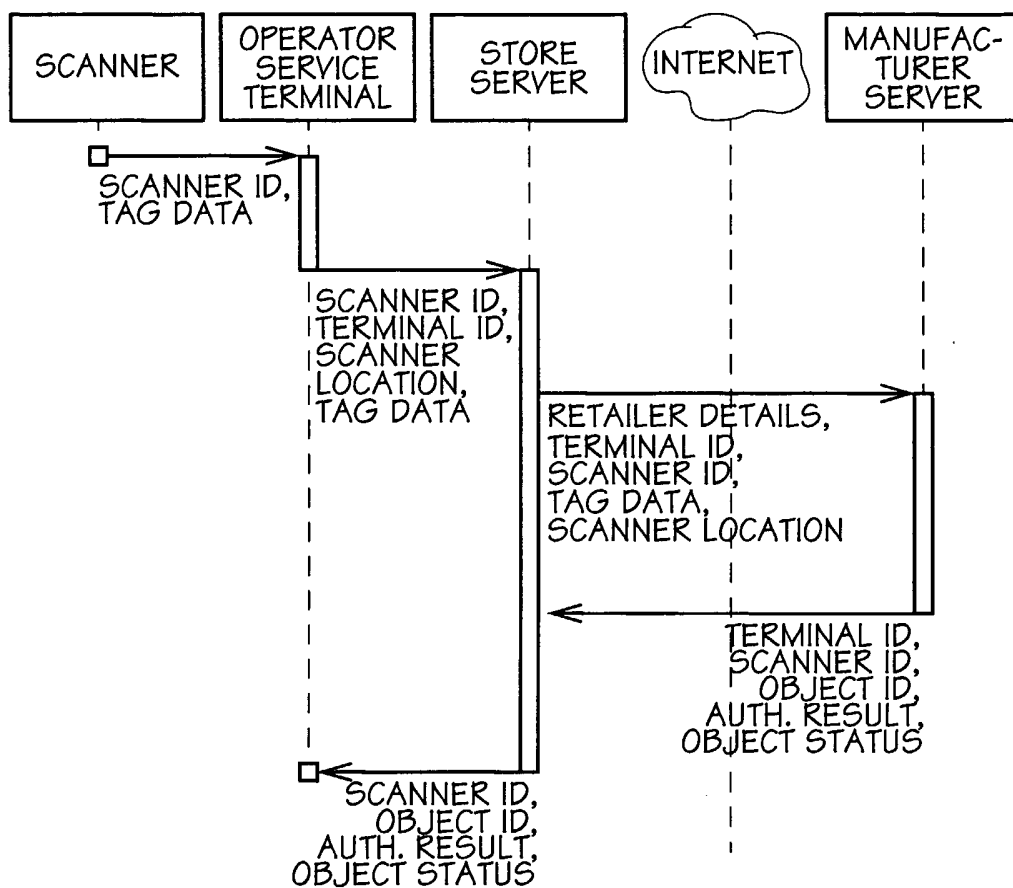 SCANNER
OPERATOR
SERVICE
TERMINAL
STORE
SERVER
INTERNET
MANUFAC-
TURER
SERVER
SCANNER ID,
TAG DATA
SCANNER ID,
TERMINAL ID,
SCANNER
LOCATION,
TAG DATA
RETAILER DETAILS,
TERMINAL ID,
SCANNER ID,
TAG DATA,
SCANNER LOCATION
TERMINAL ID,
SCANNER ID,
OBJECT ID,
AUTH. RESULT,
OBJECT STATUS
SCANNER ID,
OBJECT ID,
AUTH. RESULT,
OBJECT STATUS